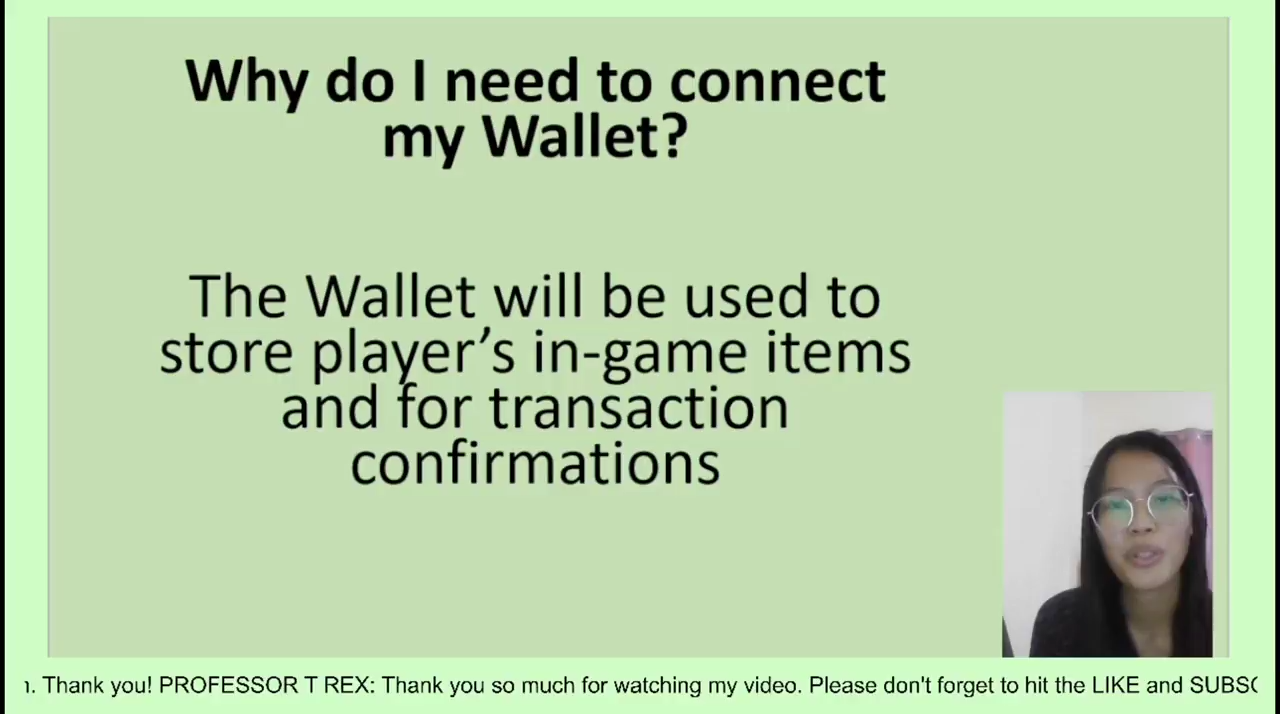 Why do I need to connect
my Wallet?
The Wallet will be used to
store player’s in-game items
and for transaction
confirmations
. Thank you! PROFESSOR T REX: Thank you so much for watching my video. Please don't forget to hit the LIKE and